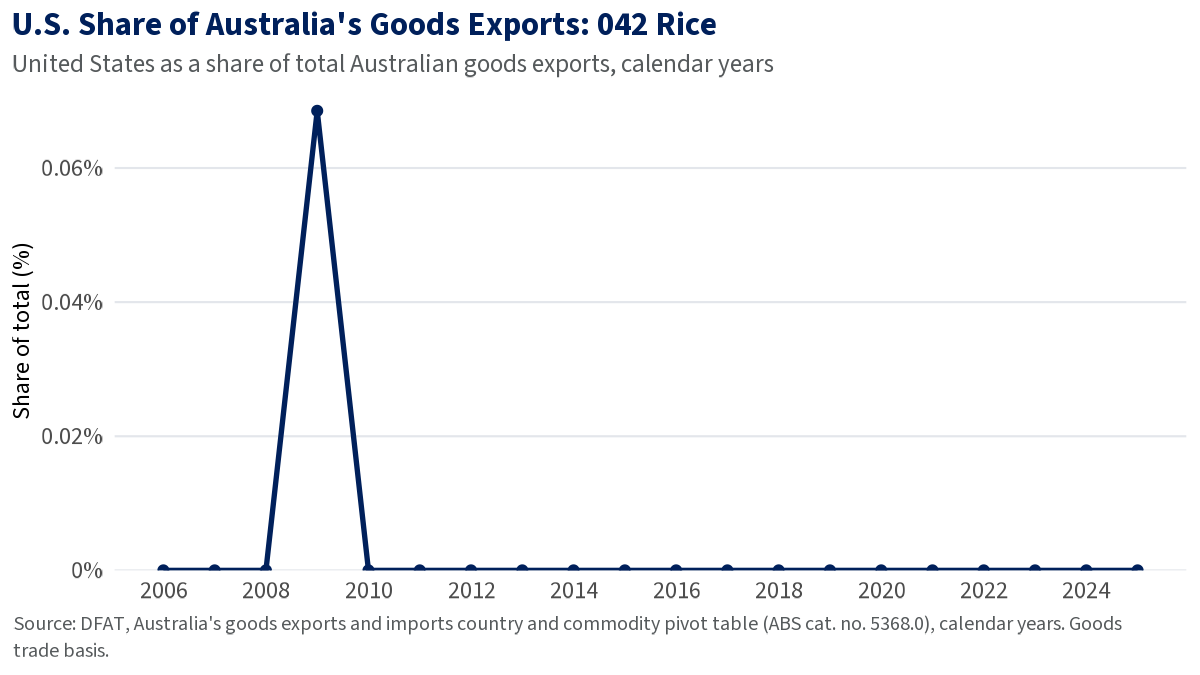 U.S. Share of Australia's Goods Exports: 042 Rice
United States as a share of total Australian goods exports, calendar years
Share of total (%)
0.06%
0.04%
0.02%
0%
2006 2008 2010 2012 2014 2016 2018 2020 2022 2024
Source: DFAT, Australia's goods exports and imports country and commodity pivot table (ABS cat. no. 5368.0), calendar years. Goods
trade basis.